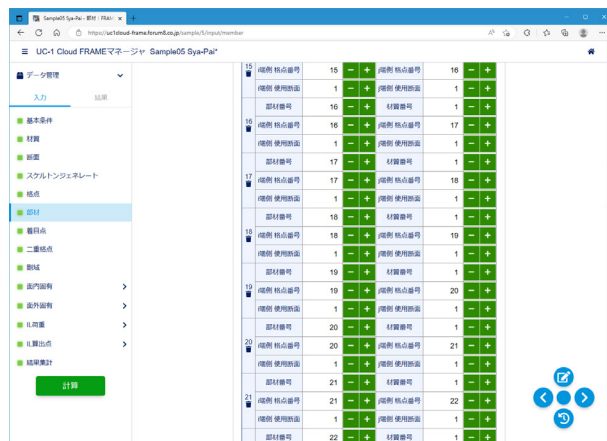 Sample05 Sya-Pai - 部材 | FRAM
https://uc1cloud-frame.forum8.co.jp/sample/5/input/member
UC-1 Cloud FRAMEマネージャ Sample05 Sya-Pai*
データ管理
入力 結果
基本条件
材質
断面
スケルトンジェネレート
格点
部材
着目点
二重格点
剛域
面内固有
面外固有
IL荷重
IL算出点
結果集計
計算
15 i端側 格点番号 15 − + j端側 格点番号 16 − +
i端側 使用断面 1 − + j端側 使用断面 1 − +
部材番号 16 − + 材質番号 1 − +
16 i端側 格点番号 16 − + j端側 格点番号 17 − +
i端側 使用断面 1 − + j端側 使用断面 1 − +
部材番号 17 − + 材質番号 1 − +
17 i端側 格点番号 17 − + j端側 格点番号 18 − +
i端側 使用断面 1 − + j端側 使用断面 1 − +
部材番号 18 − + 材質番号 1 − +
18 i端側 格点番号 18 − + j端側 格点番号 19 − +
i端側 使用断面 1 − + j端側 使用断面 1 − +
部材番号 19 − + 材質番号 1 − +
19 i端側 格点番号 19 − + j端側 格点番号 20 − +
i端側 使用断面 1 − + j端側 使用断面 1 − +
部材番号 20 − + 材質番号 1 − +
20 i端側 格点番号 20 − + j端側 格点番号 21 − +
i端側 使用断面 1 − + j端側 使用断面 1 − +
部材番号 21 − + 材質番号 1 − +
21 i端側 格点番号 21 − + j端側 格点番号 22 − +
i端側 使用断面 1 − + j端側 使用断面 1 − +
部材番号 22 − + 材質番号 1 − +